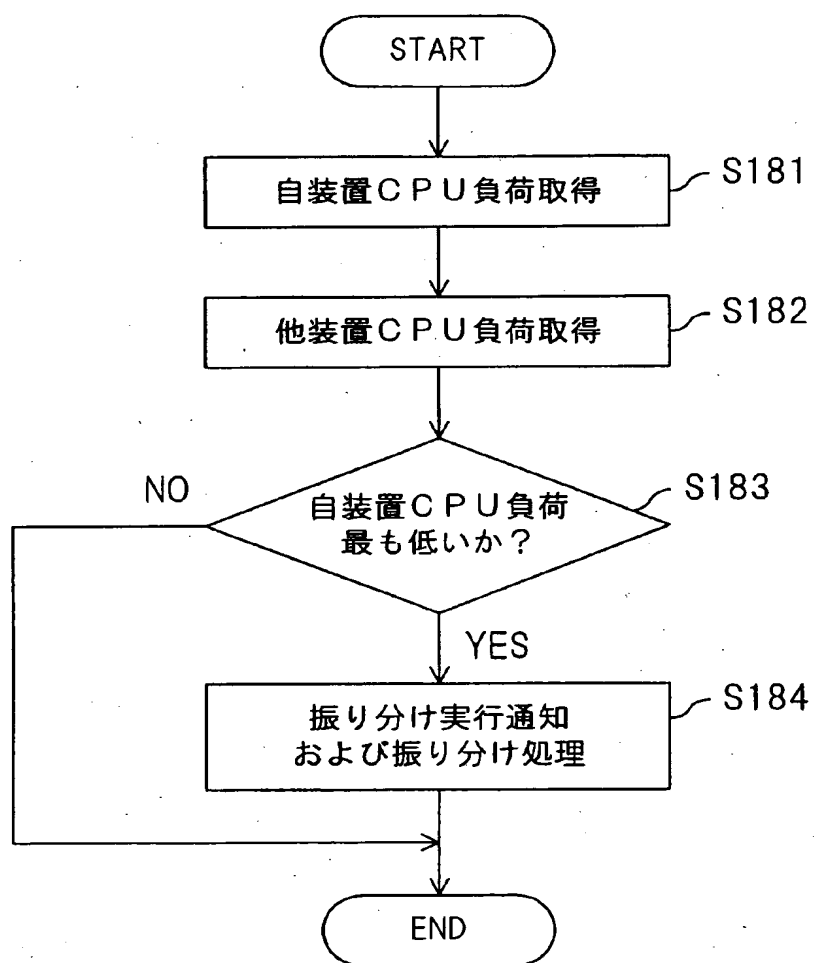 START
自装置ＣＰＵ負荷取得
S181
他装置ＣＰＵ負荷取得
S182
自装置ＣＰＵ負荷
最も低いか？
S183
NO
YES
振り分け実行通知
および振り分け処理
S184
END